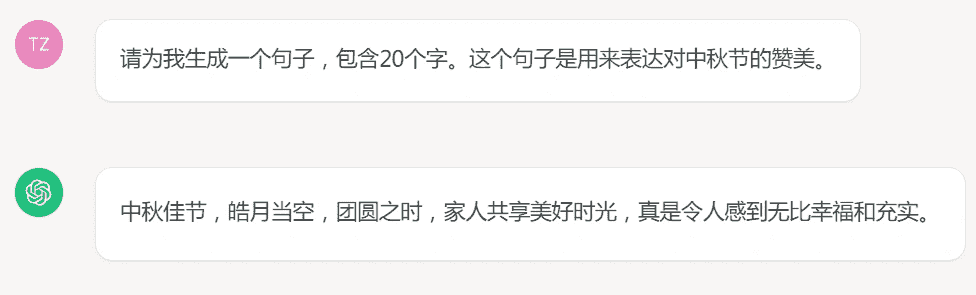 TZ
请为我生成一个句子，包含20个字。这个句子是用来表达对中秋节的赞美。
中秋佳节，皓月当空，团圆之时，家人共享美好时光，真是令人感到无比幸福和充实。